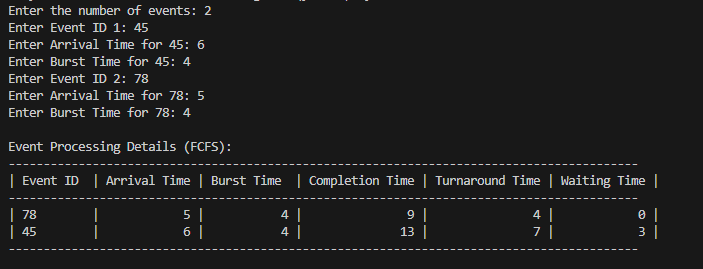 Enter the number of events: 2
Enter Event ID 1: 45
Enter Arrival Time for 45: 6
Enter Burst Time for 45: 4
Enter Event ID 2: 78
Enter Arrival Time for 78: 5
Enter Burst Time for 78: 4
Event Processing Details (FCFS):
------------------------------------------------------------------------------------------
| Event ID  | Arrival Time | Burst Time  | Completion Time | Turnaround Time | Waiting Time |
------------------------------------------------------------------------------------------
| 78        |            5 |           4 |               9 |               4 |            0 |
| 45        |            6 |           4 |              13 |               7 |            3 |
------------------------------------------------------------------------------------------